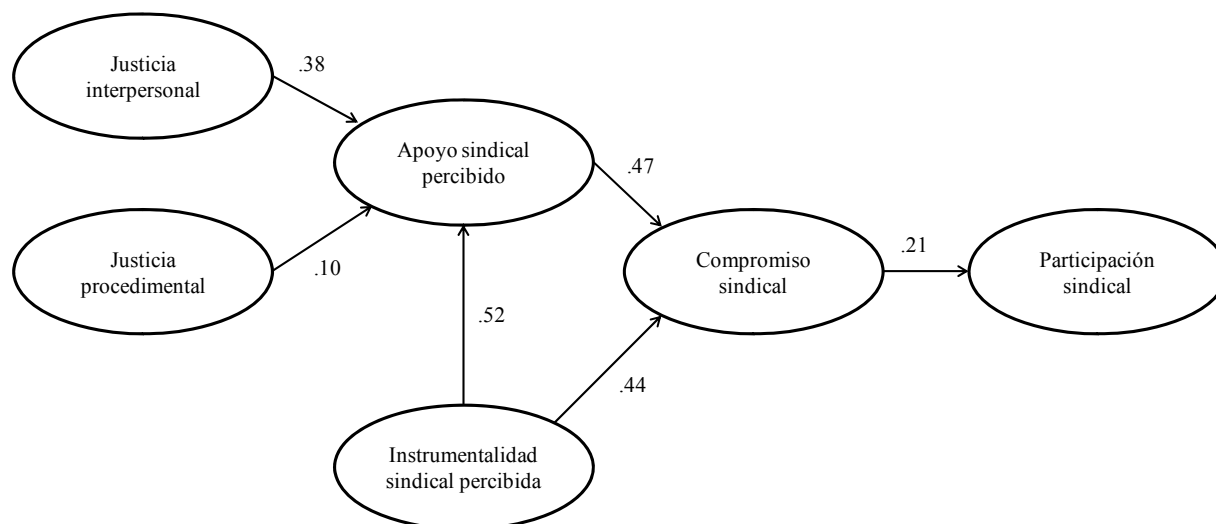 Justicia
interpersonal
.38
Apoyo sindical
percibido
.47
Justicia
procedimental
.10
Compromiso
sindical
.21
Participación
sindical
.52
.44
Instrumentalidad
sindical percibida